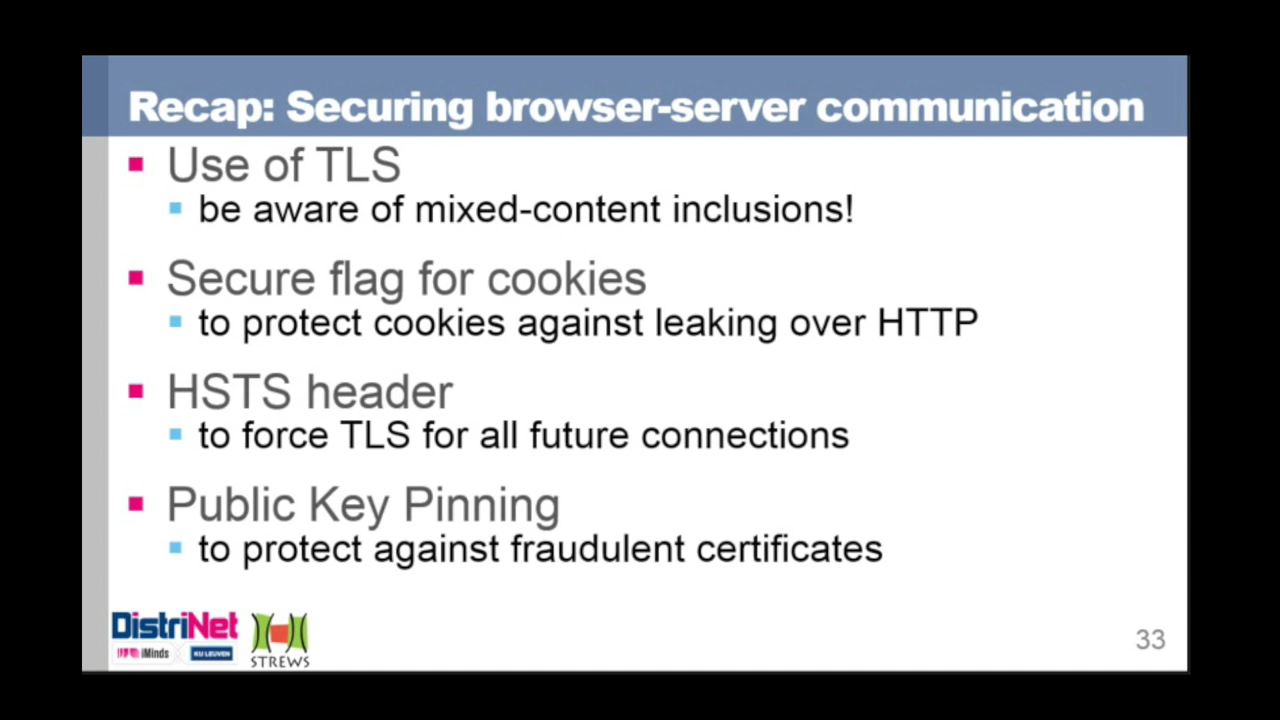 Recap: Securing browser-server communication
Use of TLS
be aware of mixed-content inclusions!
Secure flag for cookies
to protect cookies against leaking over HTTP
HSTS header
to force TLS for all future connections
Public Key Pinning
to protect against fraudulent certificates
DistriNet
iMinds
KU LEUVEN
STREWS
33